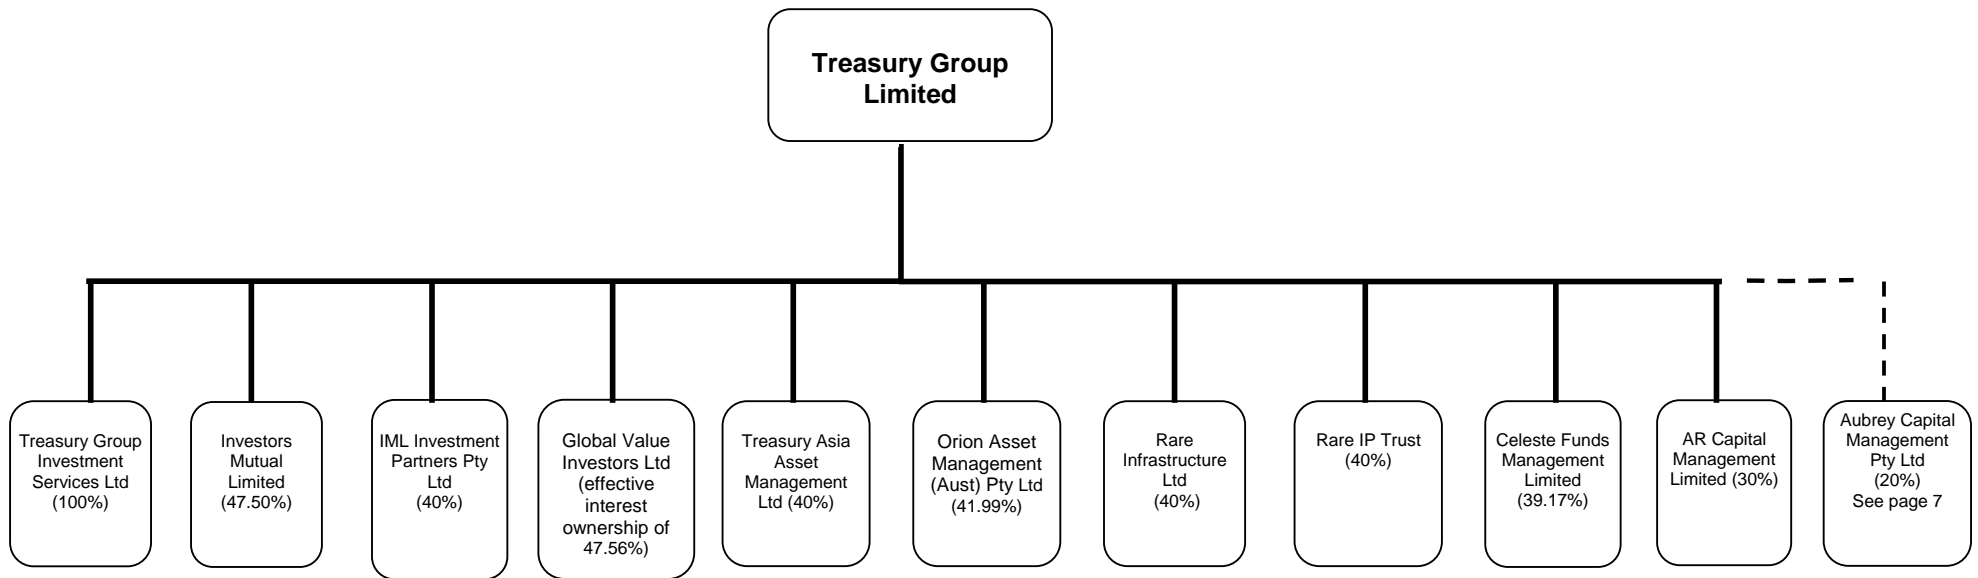 Treasury Group
Limited
Treasury Group
Investment
Services Ltd
(100%)
Investors
Mutual
Limited
(47.50%)
IML Investment
Partners Pty
Ltd
(40%)
Global Value
Investors Ltd
(effective
interest
ownership of
47.56%)
Treasury Asia
Asset
Management
Ltd (40%)
Orion Asset
Management
(Aust) Pty Ltd
(41.99%)
Rare
Infrastructure
Ltd
(40%)
Rare IP Trust
(40%)
Celeste Funds
Management
Limited
(39.17%)
AR Capital
Management
Limited (30%)
Aubrey Capital
Management
Pty Ltd
(20%)
See page 7